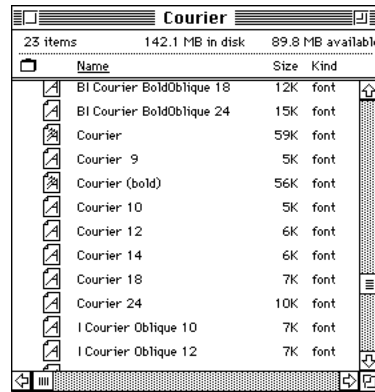 Courier
23 items 142.1 MB in disk 89.8 MB available
Name Size Kind
BI Courier BoldOblique 18 12K font
BI Courier BoldOblique 24 15K font
Courier 59K font
Courier 9 5K font
Courier (bold) 56K font
Courier 10 5K font
Courier 12 6K font
Courier 14 6K font
Courier 18 7K font
Courier 24 10K font
I Courier Oblique 10 7K font
I Courier Oblique 12 7K font